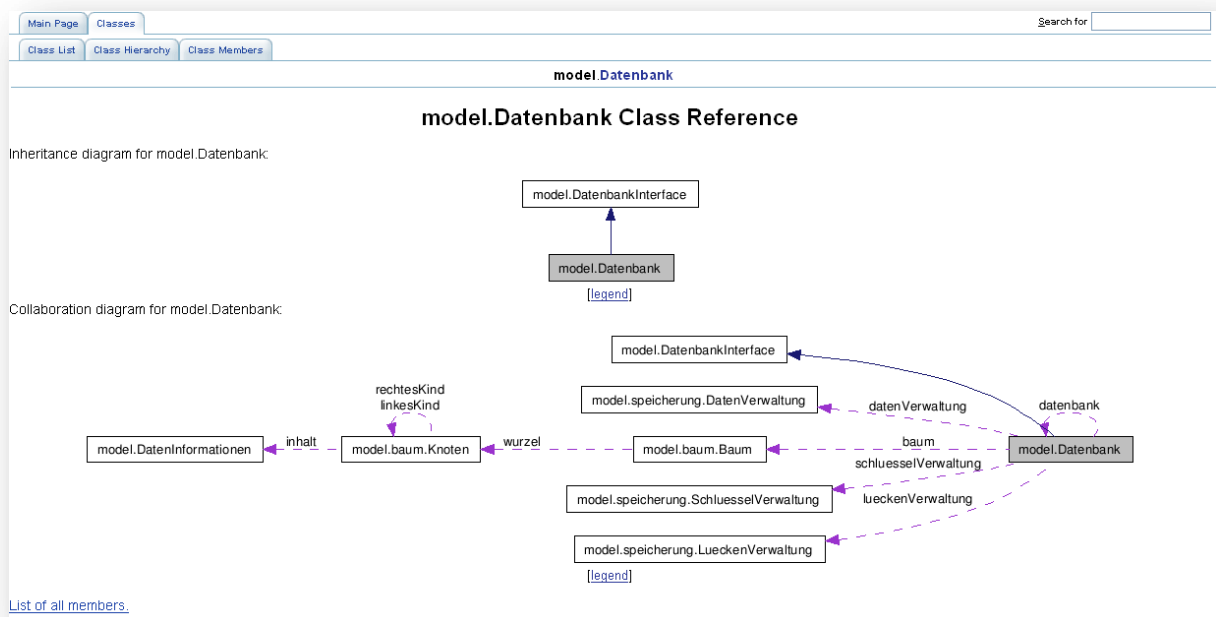 Main Page Classes Search for
Class List Class Hierarchy Class Members
model.Datenbank
model.Datenbank Class Reference
Inheritance diagram for model.Datenbank:
model.DatenbankInterface
model.Datenbank
[legend]
Collaboration diagram for model.Datenbank:
model.DatenbankInterface
rechtesKind
linkesKind
model.speicherung.DatenVerwaltung
datenVerwaltung
datenbank
model.DatenInformationen
inhalt
model.baum.Knoten
wurzel
model.baum.Baum
baum
model.Datenbank
schluesselVerwaltung
model.speicherung.SchluesselVerwaltung
lueckenVerwaltung
model.speicherung.LueckenVerwaltung
[legend]
List of all members.